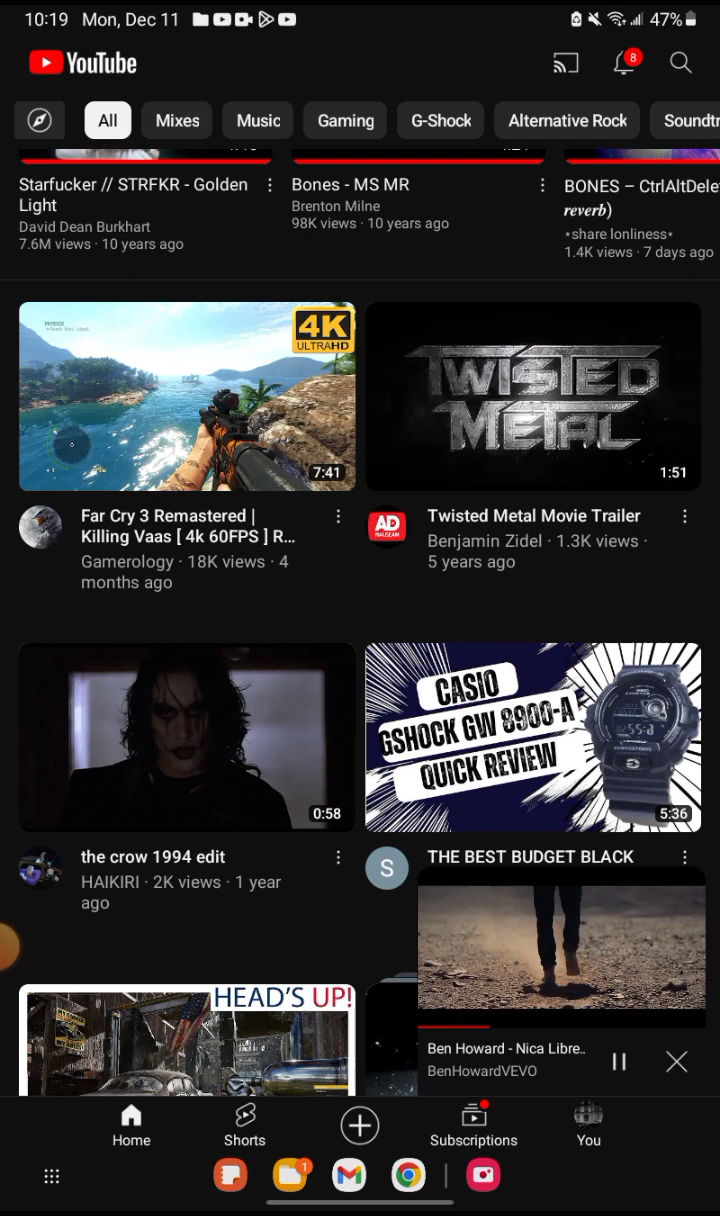 10:19 Mon, Dec 11
47%
YouTube
8
All Mixes Music Gaming G-Shock Alternative Rock Soundtr
Starfucker // STRFKR - Golden
Light
David Dean Burkhart
7.6M views · 10 years ago
Bones - MS MR
Brenton Milne
98K views · 10 years ago
BONES – CtrlAltDele
reverb)
⋆share lonliness⋆
1.4K views · 7 days ago
4K
ULTRAHD
7:41
TWISTED
METAL
1:51
Far Cry 3 Remastered |
Killing Vaas [ 4k 60FPS ] R...
Gamerology · 18K views · 4
months ago
AD
NAUSEAM
Twisted Metal Movie Trailer
Benjamin Zidel · 1.3K views ·
5 years ago
0:58
CASIO
GSHOCK GW 8900-A
QUICK REVIEW
5:36
the crow 1994 edit
HAIKIRI · 2K views · 1 year
ago
S
THE BEST BUDGET BLACK
HEAD'S UP!
Ben Howard - Nica Libre..
BenHowardVEVO
Home Shorts Subscriptions You
1